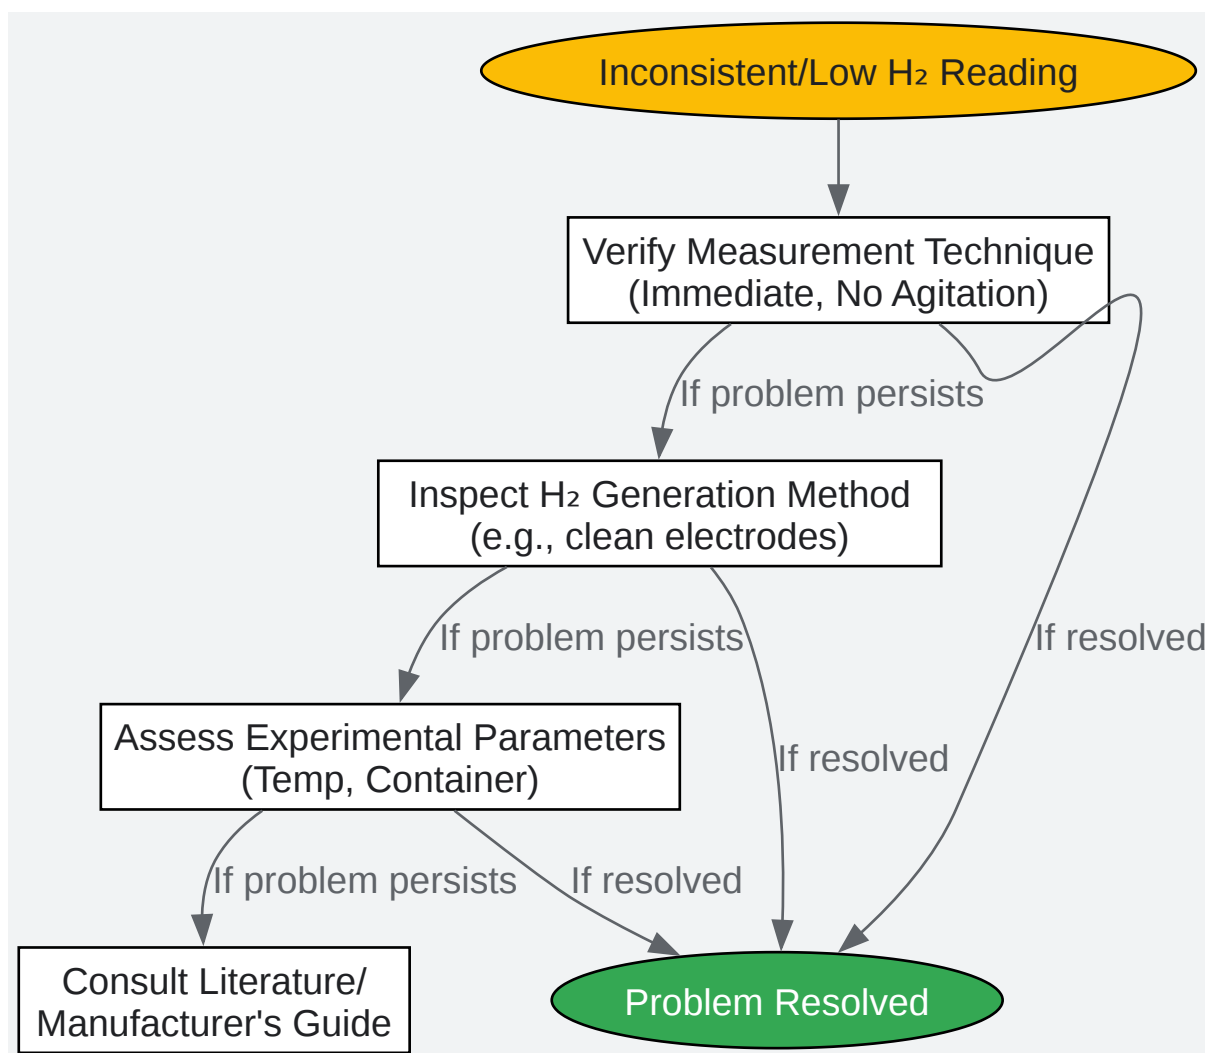 Inconsistent/Low H₂ Reading
Verify Measurement Technique
(Immediate, No Agitation)
If problem persists
Inspect H₂ Generation Method
(e.g., clean electrodes)
If problem persists
If resolved
Assess Experimental Parameters
(Temp, Container)
If resolved
If problem persists
If resolved
Consult Literature/
Manufacturer's Guide
Problem Resolved